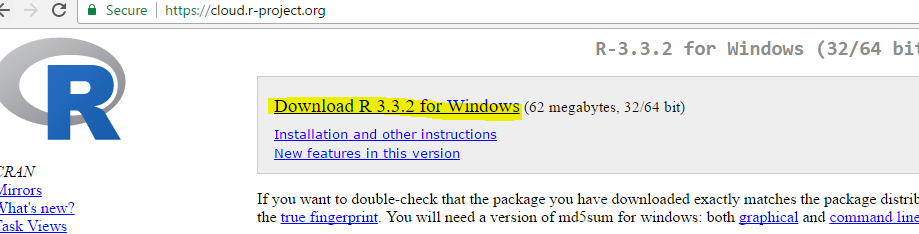 Secure | https://cloud.r-project.org
R-3.3.2 for Windows (32/64 bit
R
Download R 3.3.2 for Windows (62 megabytes, 32/64 bit)
Installation and other instructions
New features in this version
CRAN
Mirrors
What's new?
Task Views
If you want to double-check that the package you have downloaded exactly matches the package distrib
the true fingerprint. You will need a version of md5sum for windows: both graphical and command line